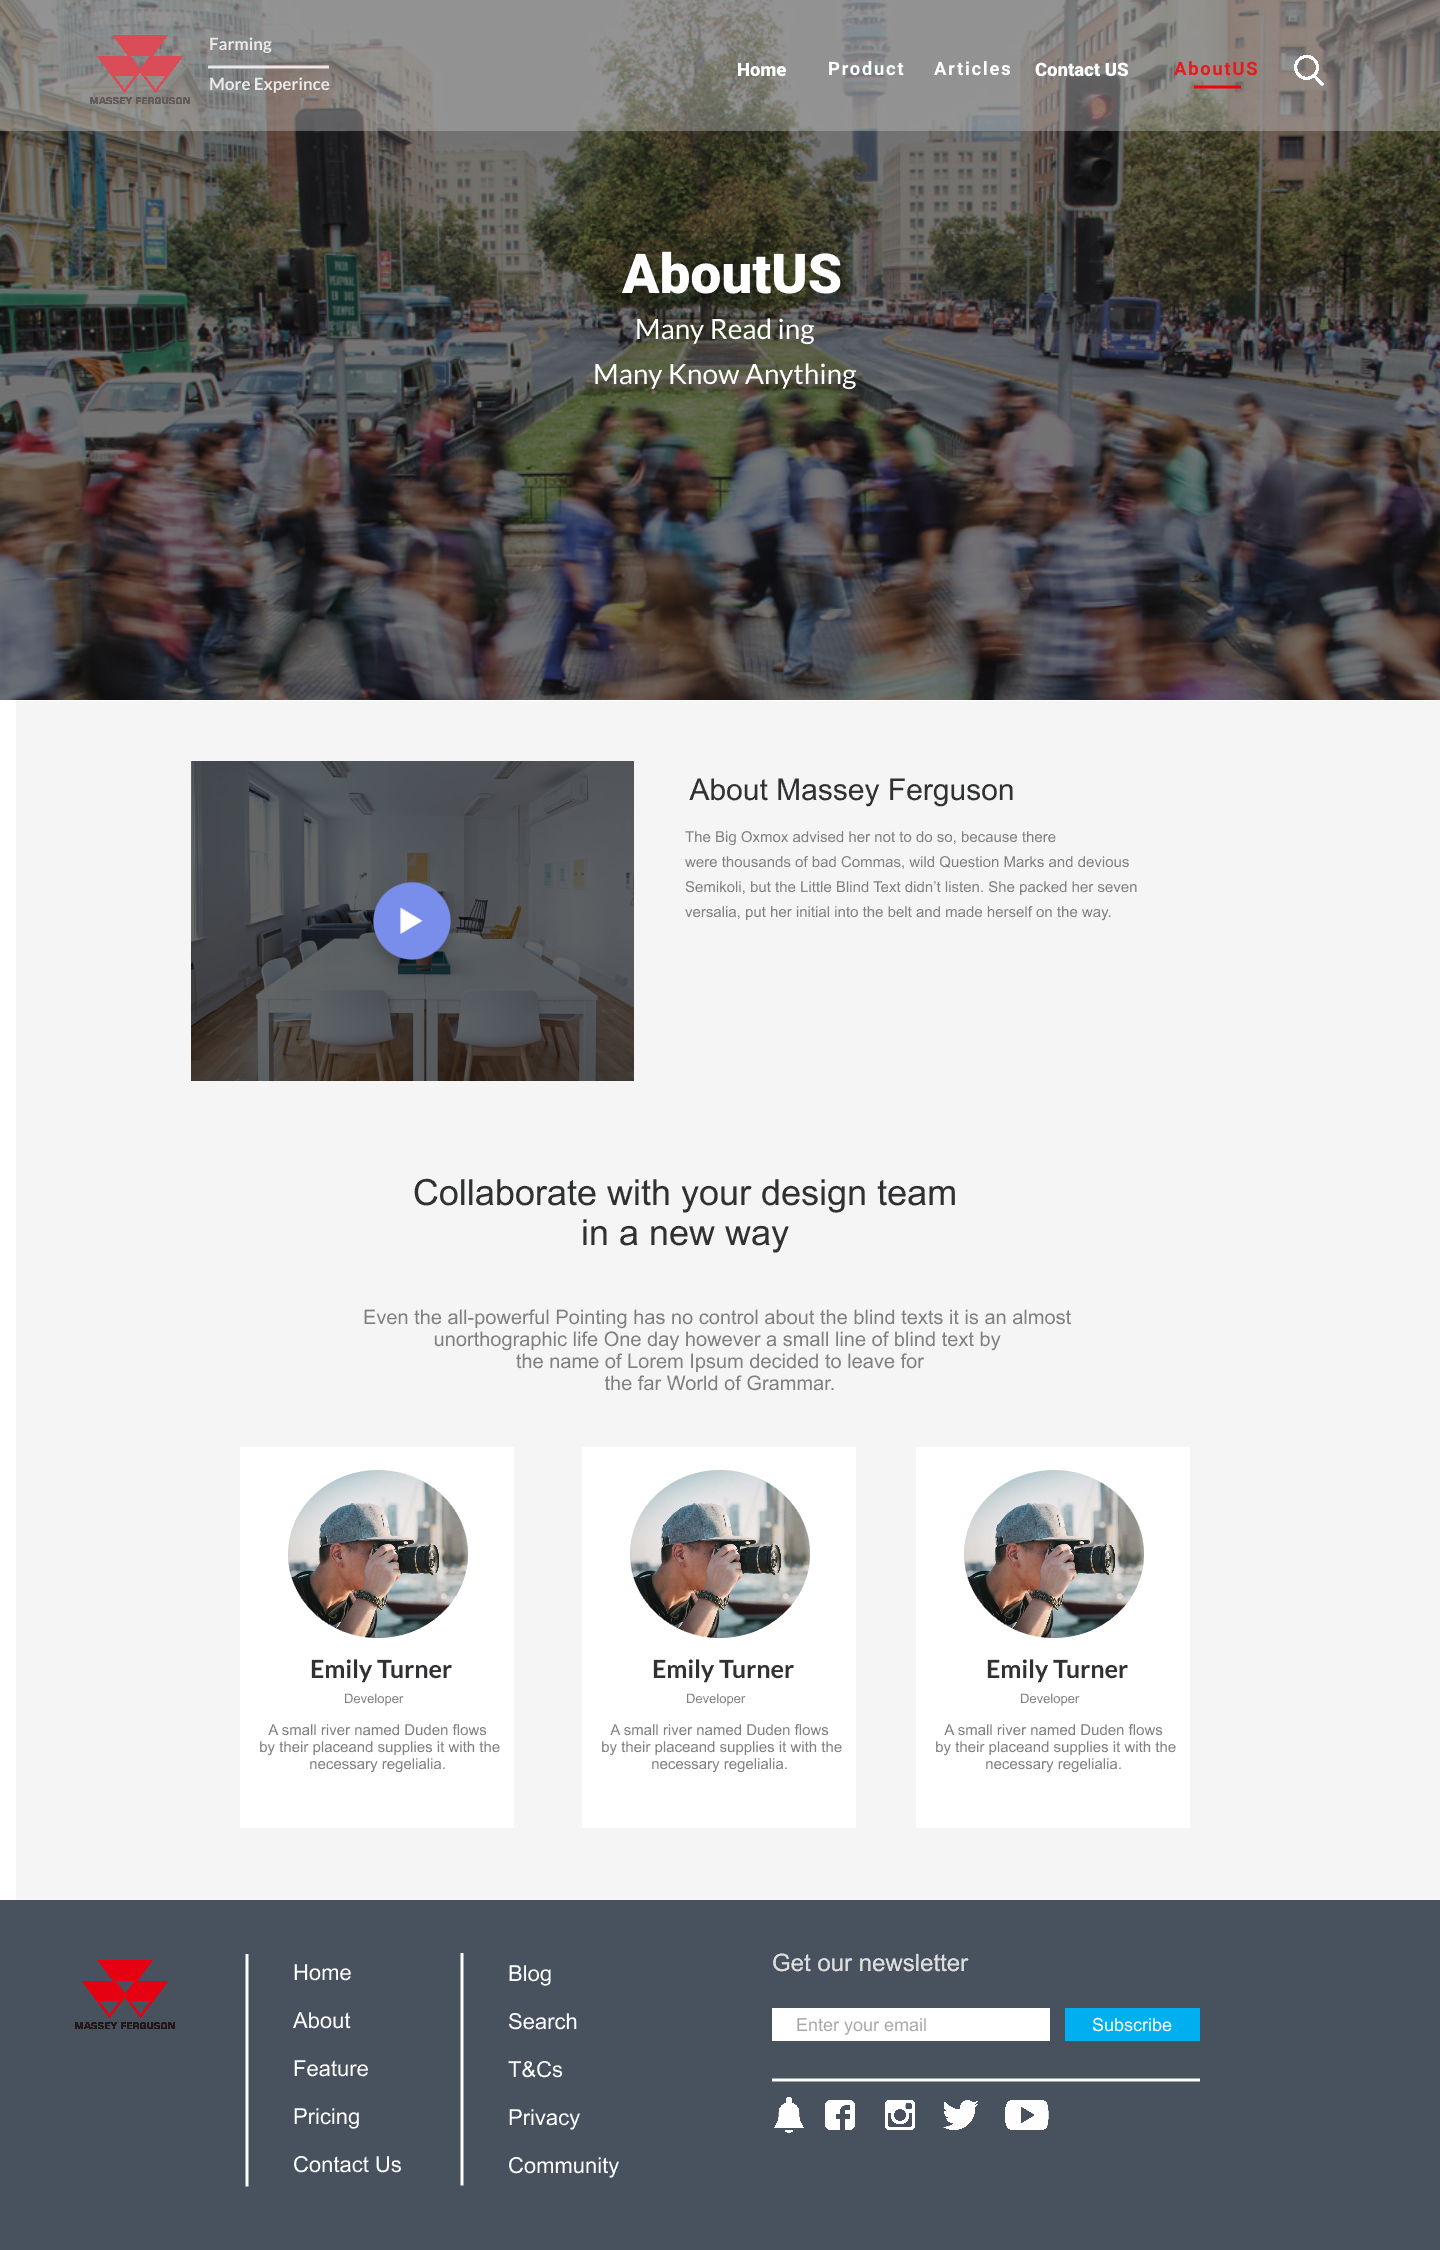 MASSEY FERGUSON
Farming
More Experince
Home
Product
Articles
Contact US
AboutUS
AboutUS
Many Read ing
Many Know Anything
About Massey Ferguson
The Big Oxmox advised her not to do so, because there
were thousands of bad Commas, wild Question Marks and devious
Semikoli, but the Little Blind Text didn't listen. She packed her seven
versalia, put her initial into the belt and made herself on the way.
Collaborate with your design team
in a new way
Even the all-powerful Pointing has no control about the blind texts it is an almost
unorthographic life One day however a small line of blind text by
the name of Lorem Ipsum decided to leave for
the far World of Grammar.
Emily Turner
Developer
A small river named Duden flows
by their placeand supplies it with the
necessary regelialia.
Emily Turner
Developer
A small river named Duden flows
by their placeand supplies it with the
necessary regelialia.
Emily Turner
Developer
A small river named Duden flows
by their placeand supplies it with the
necessary regelialia.
MASSEY FERGUSON
Home
About
Feature
Pricing
Contact Us
Blog
Search
T&Cs
Privacy
Community
Get our newsletter
Enter your email
Subscribe